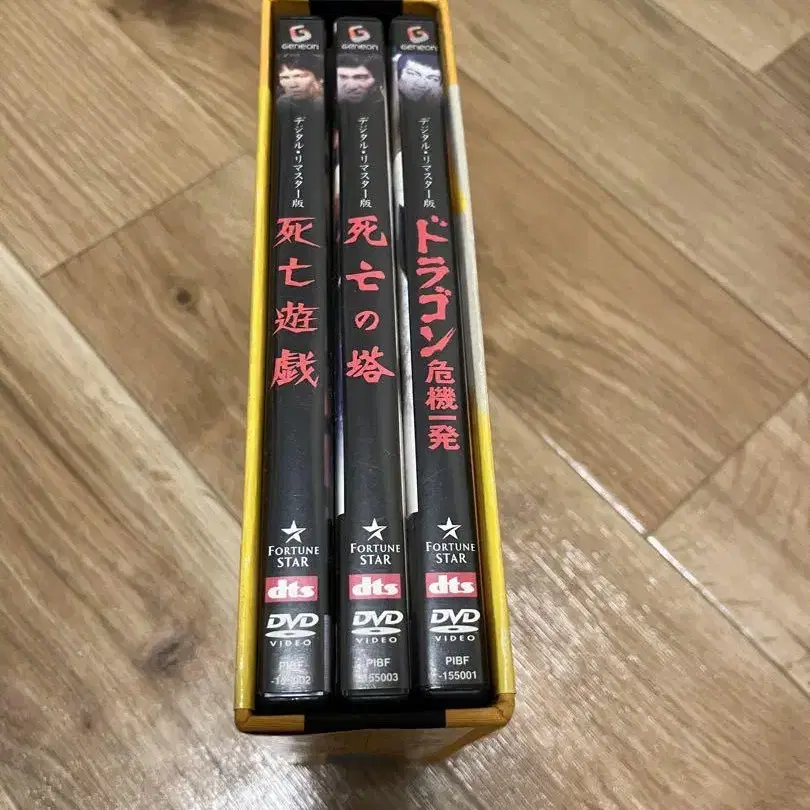 GENEON
デジタル・リマスター版
死亡遊戯
FORTUNE
STAR
dts
DVD
VIDEO
PIBF
GENEON
デジタル・リマスター版
死亡の塔
FORTUNE
STAR
dts
DVD
VIDEO
PIBF
-155003
GENEON
デジタル・リマスター版
ドラゴン危機一発
FORTUNE
STAR
dts
DVD
VIDEO
PIBF
-155001